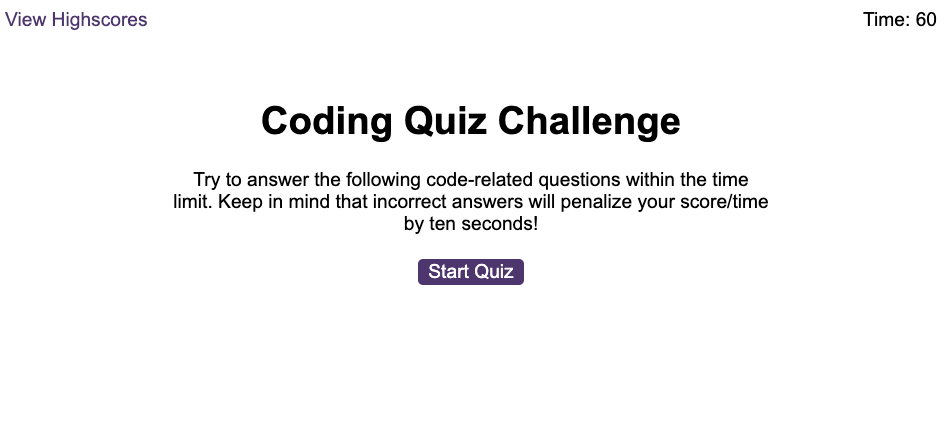 View Highscores
Time: 60
Coding Quiz Challenge
Try to answer the following code-related questions within the time
limit. Keep in mind that incorrect answers will penalize your score/time
by ten seconds!
Start Quiz